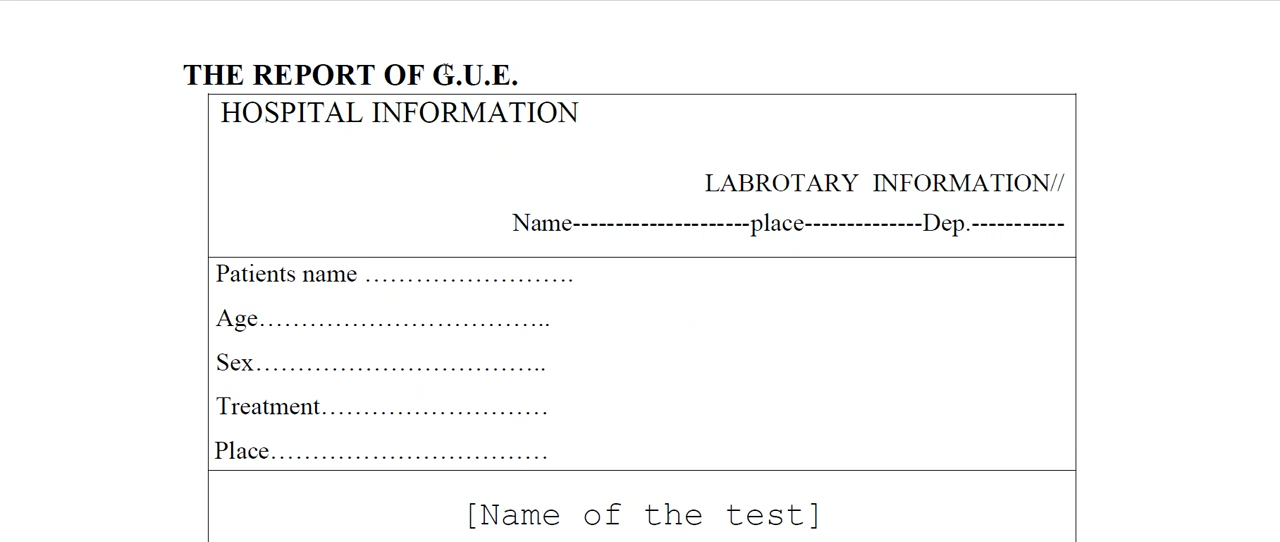 THE REPORT OF G.U.E.
HOSPITAL INFORMATION
LABROTARY INFORMATION//
Name---------------------place--------------Dep.-----------
Patients name …………………….
Age……………………………..
Sex……………………………..
Treatment………………………
Place……………………………
[Name of the test]